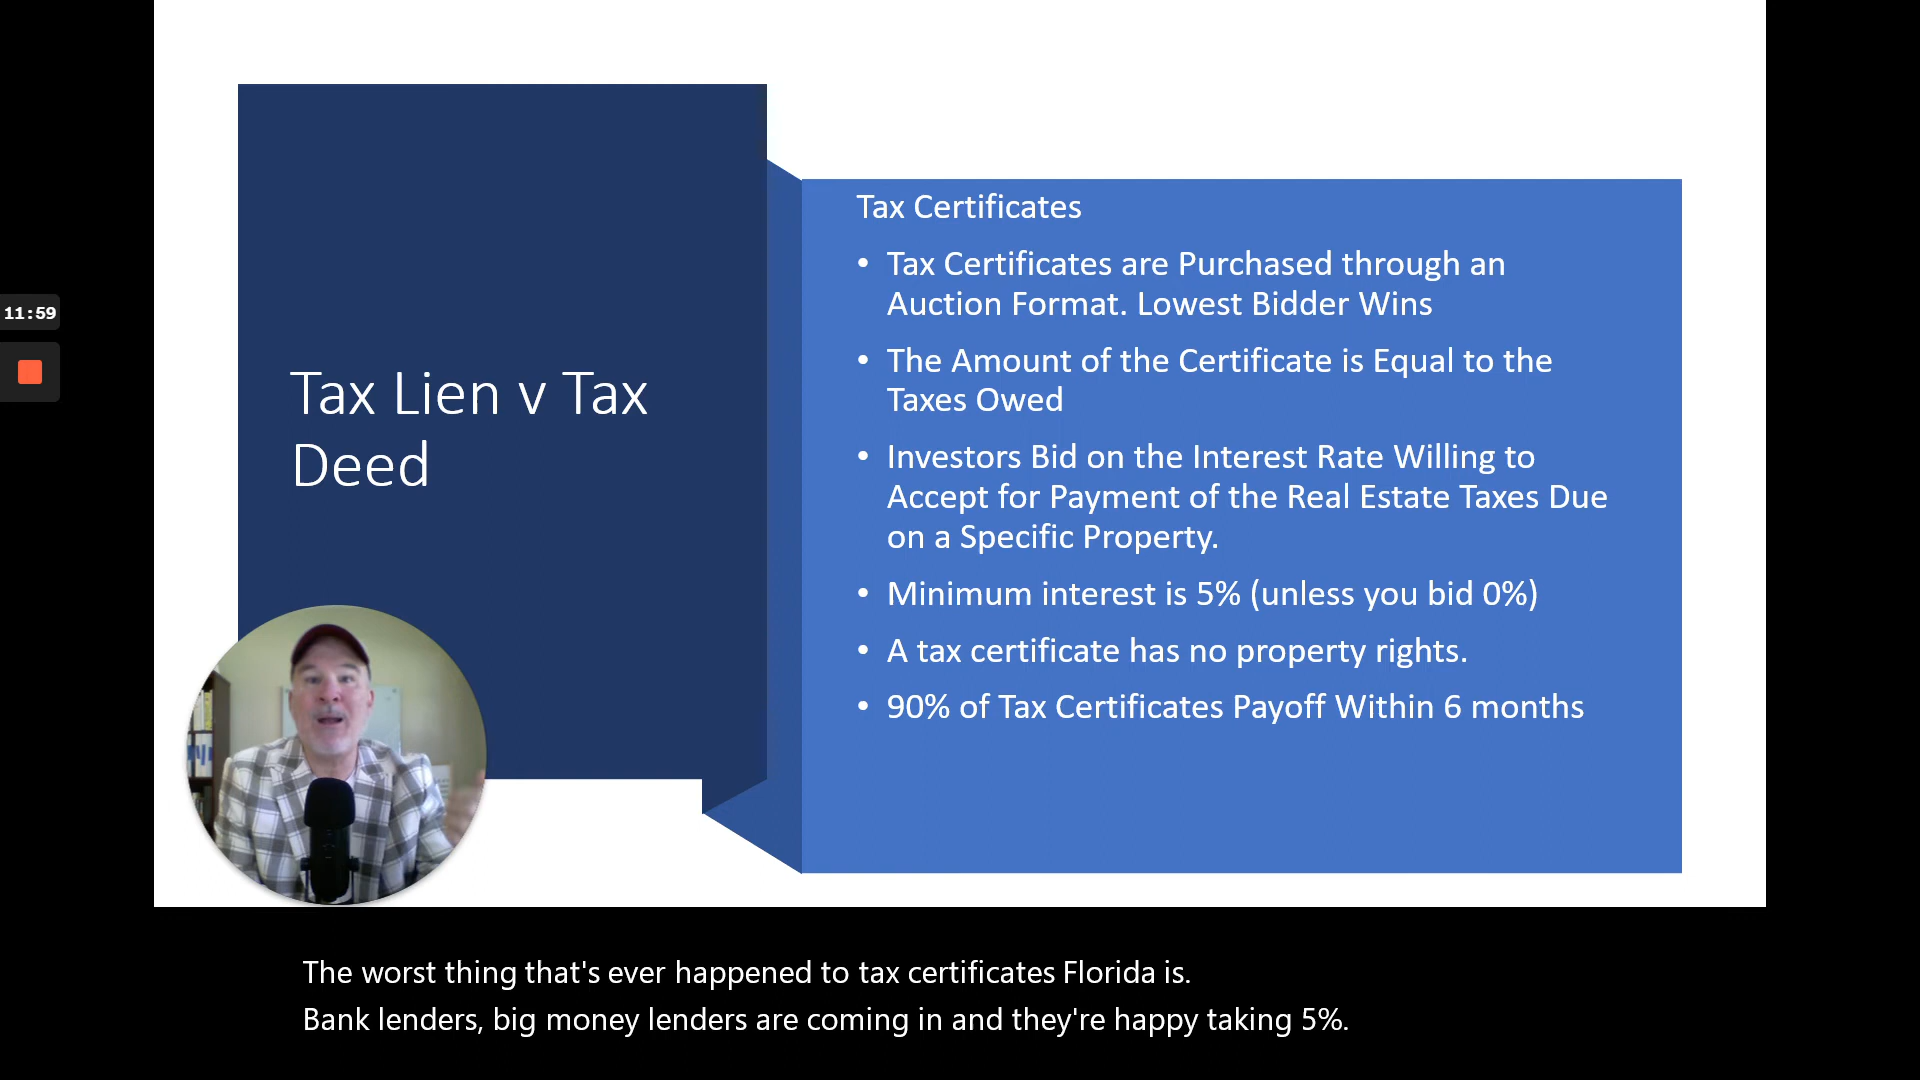 11:59
Tax Lien v Tax
Deed
Tax Certificates
• Tax Certificates are Purchased through an
Auction Format. Lowest Bidder Wins
• The Amount of the Certificate is Equal to the
Taxes Owed
• Investors Bid on the Interest Rate Willing to
Accept for Payment of the Real Estate Taxes Due
on a Specific Property.
• Minimum interest is 5% (unless you bid 0%)
• A tax certificate has no property rights.
• 90% of Tax Certificates Payoff Within 6 months
The worst thing that's ever happened to tax certificates Florida is.
Bank lenders, big money lenders are coming in and they're happy taking 5%.